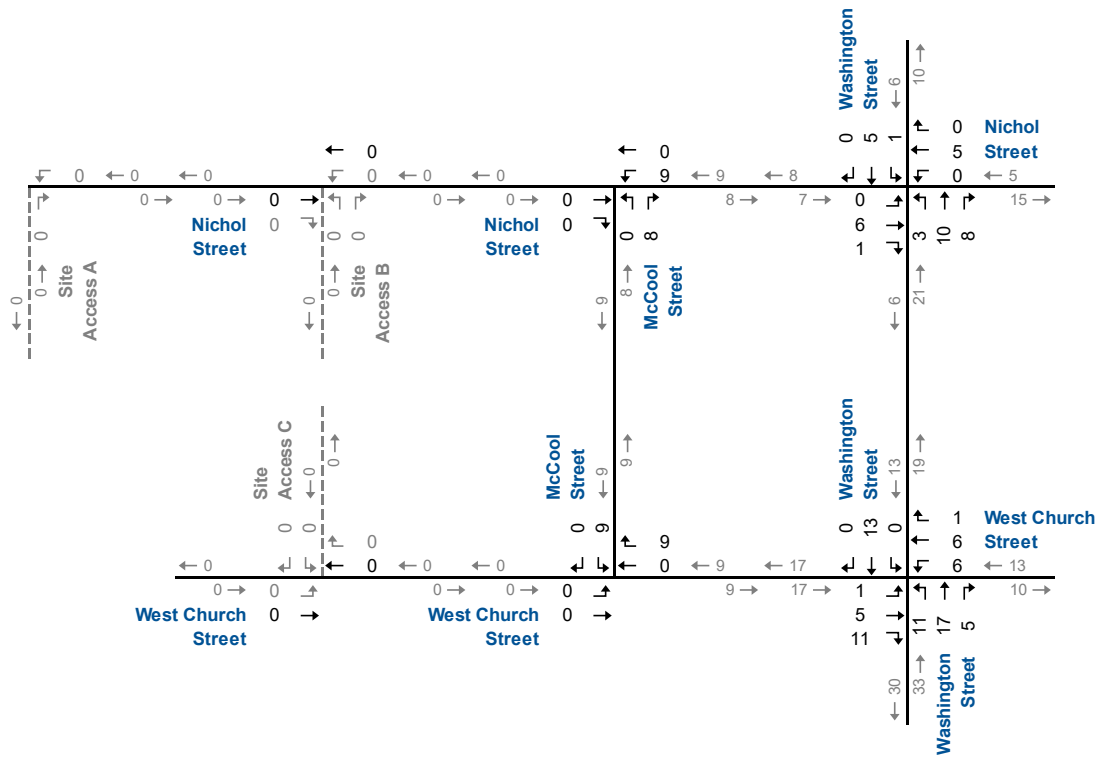 Washington
Street
10
6
0 5 1
0 Nichol
5 Street
0 5
0 0
0 0 0 0 9 9 8
0 0 0 0 0 0 8 7 0 15
Nichol 0
Street
Nichol 0
Street
6
1
0
0 0
0 8
3 10 8
0
0
Site
Access A
0
0
Site
Access B
9
8
McCool
Street
6
21
Site
Access C
0
0
McCool
Street
9
9
Washington
Street
13
19
0 0
0 9
0 13 0
1 West Church
6 Street
6 13
0 9
0 0 0 0 0 9 17
0 0 0 0 0 9 17 1 10
West Church 0
Street
West Church 0
Street
5
11
11 17 5
30
33
Washington
Street